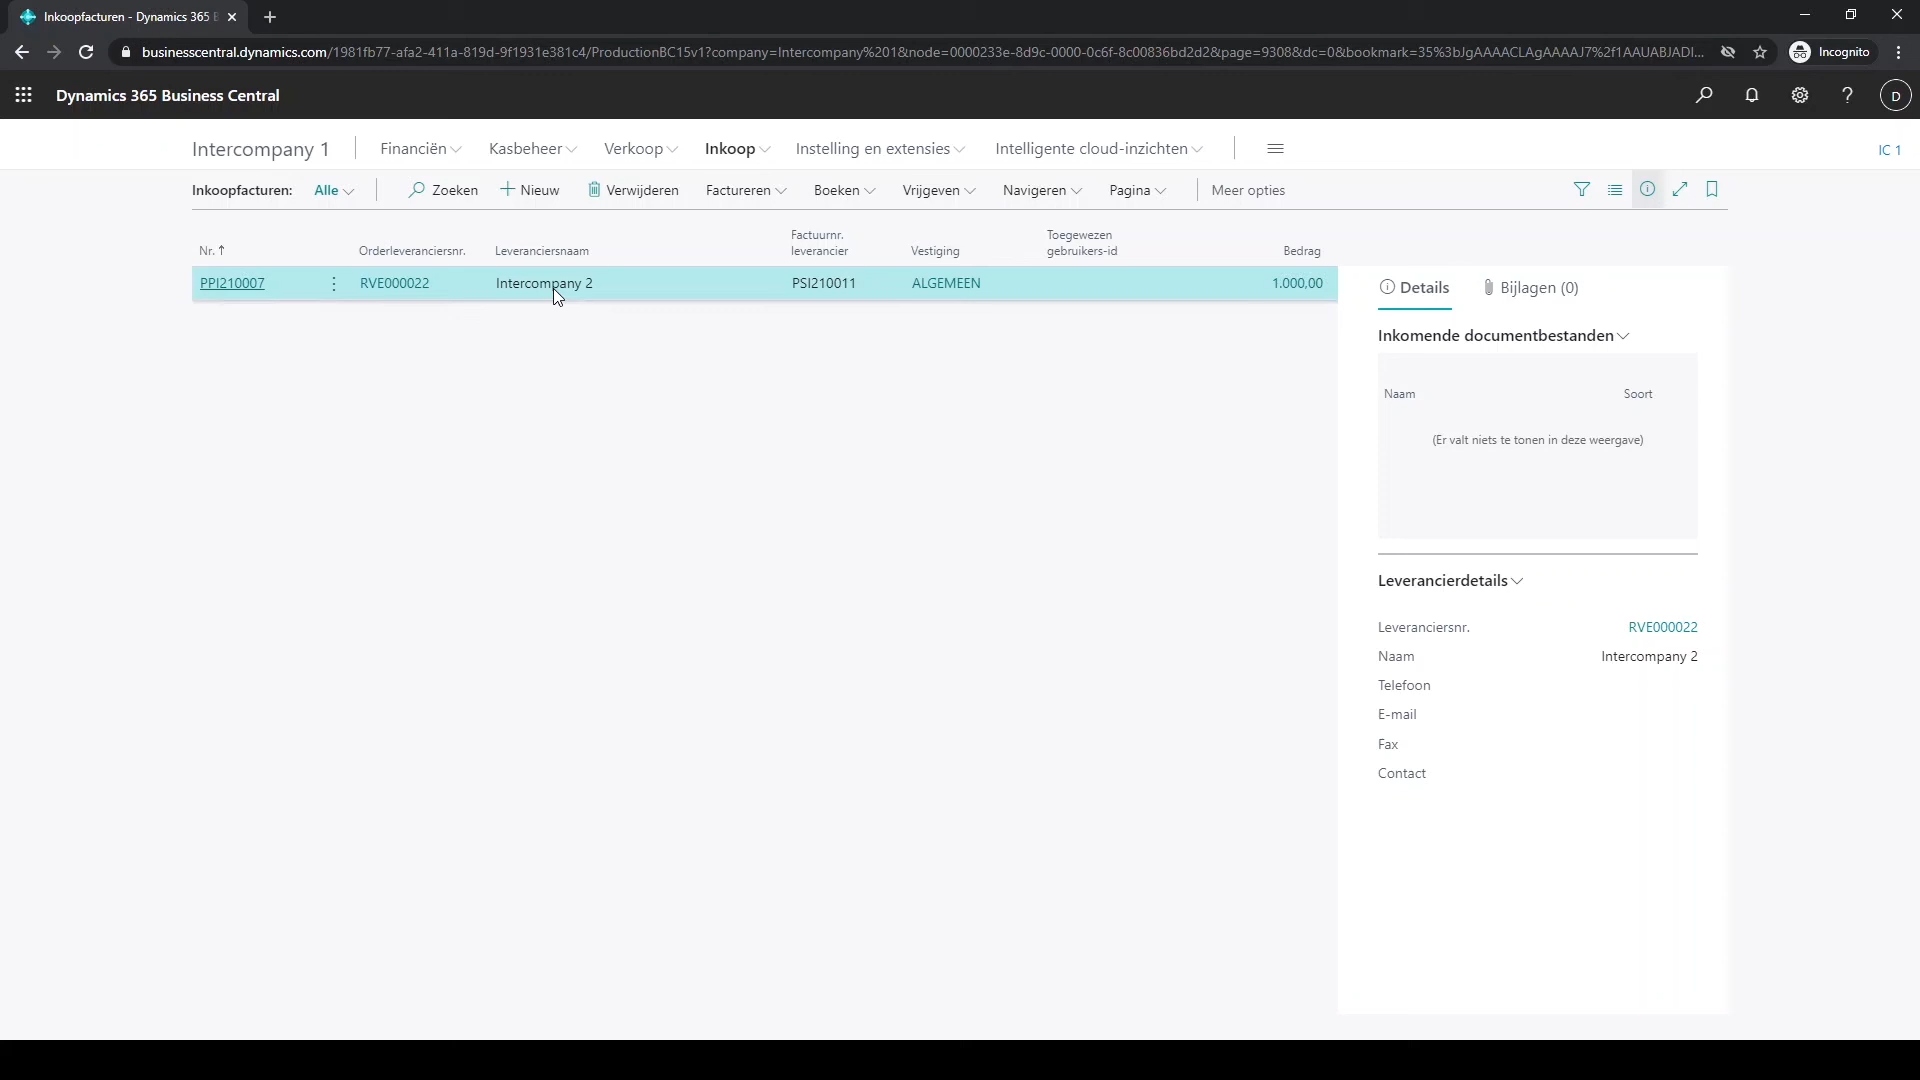 Inkoopfacturen - Dynamics 365 B
businesscentral.dynamics.com/1981fb77-afa2-411a-819d-9f1931e381c4/ProductionBC15v1?company=Intercompany%201&node=0000233e-8d9c-0000-0c6f-8c00836bd2d2&page=9308&dc=0&bookmark=35%3bJgAAAACLAgAAAAJ7%2f1AAUABJADI...
Incognito
Dynamics 365 Business Central
D
Intercompany 1
Financiën
Kasbeheer
Verkoop
Inkoop
Instelling en extensies
Intelligente cloud-inzichten
IC 1
Inkoopfacturen:
Alle
Zoeken
Nieuw
Verwijderen
Factureren
Boeken
Vrijgeven
Navigeren
Pagina
Meer opties
Nr. ↑
Orderleveranciersnr.
Leveranciersnaam
Factuurnr.
leverancier
Vestiging
Toegewezen
gebruikers-id
Bedrag
PPI210007
RVE000022
Intercompany 2
PSI210011
ALGEMEEN
1.000,00
Details
Bijlagen (0)
Inkomende documentbestanden
Naam
Soort
(Er valt niets te tonen in deze weergave)
Leverancierdetails
Leveranciersnr.
RVE000022
Naam
Intercompany 2
Telefoon
E-mail
Fax
Contact